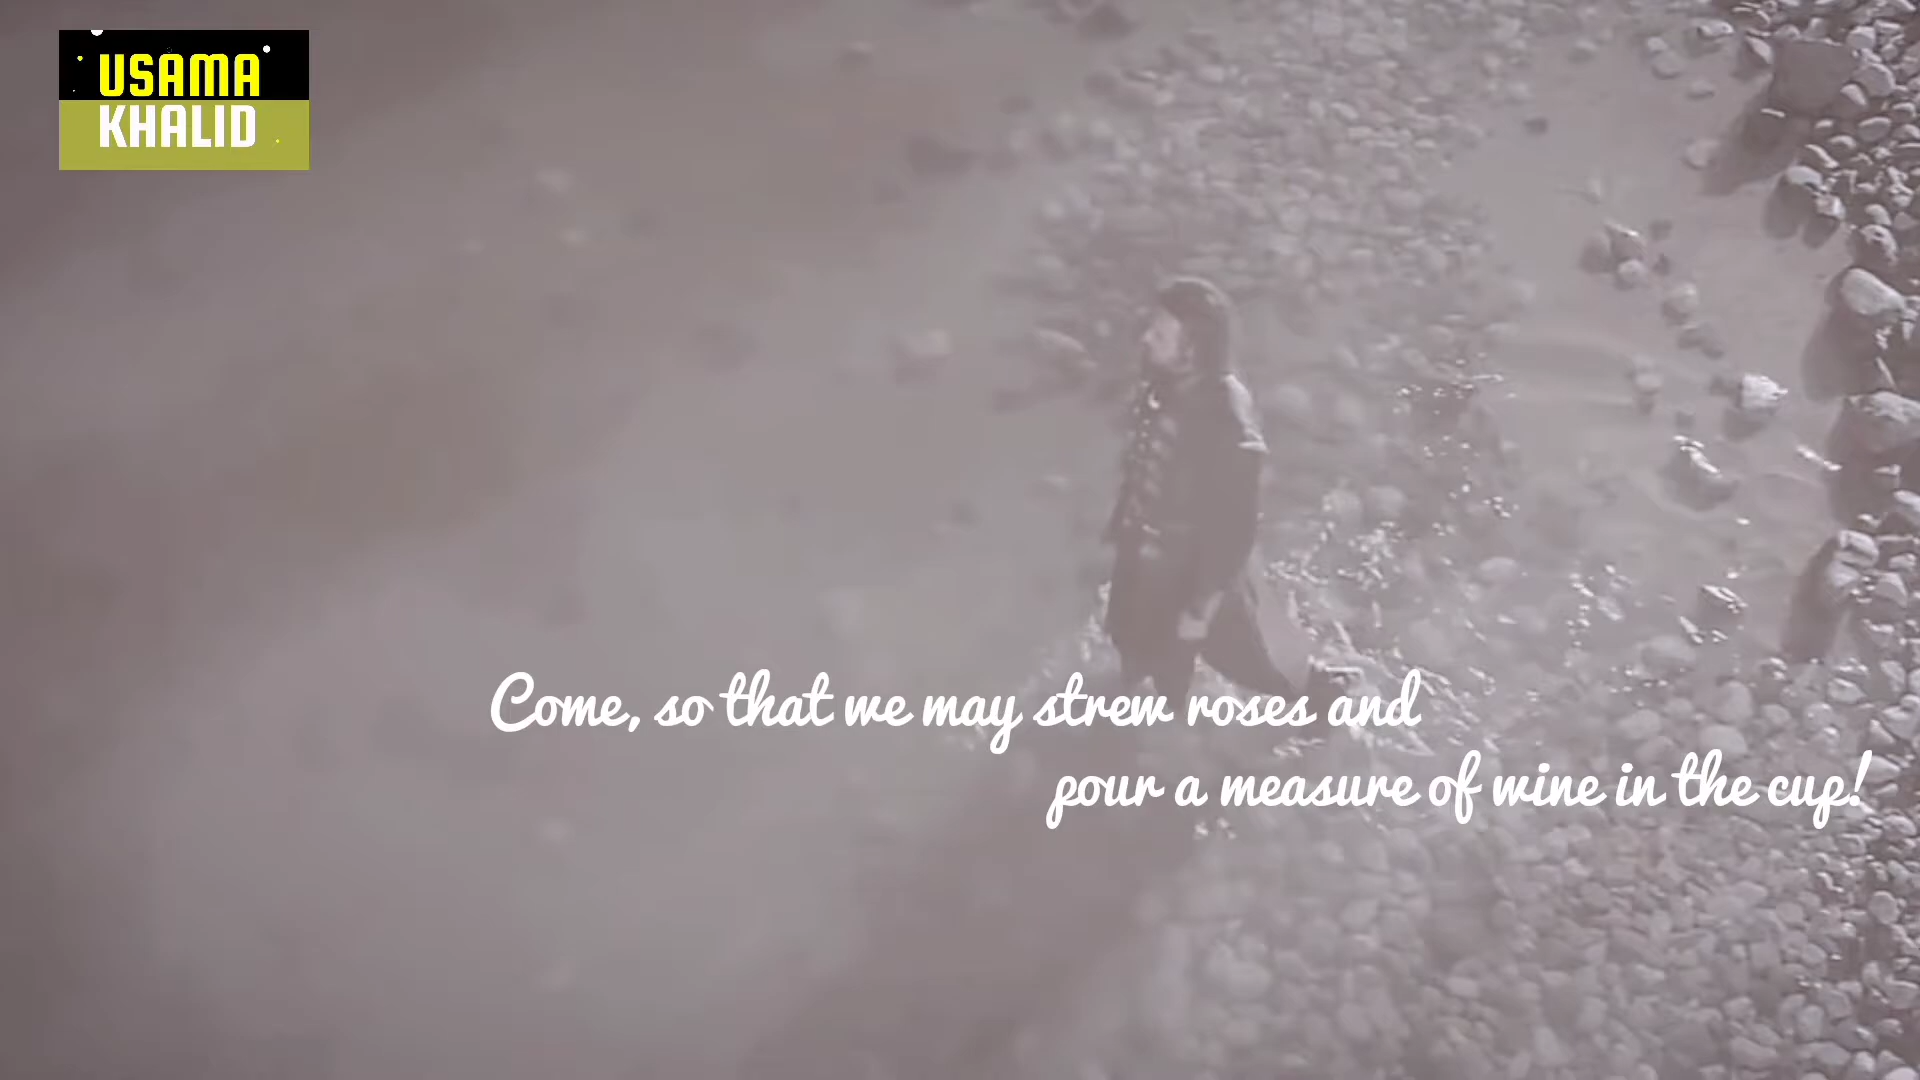 USAMA
KHALID
Come, so that we may strew roses and
pour a measure of wine in the cup!